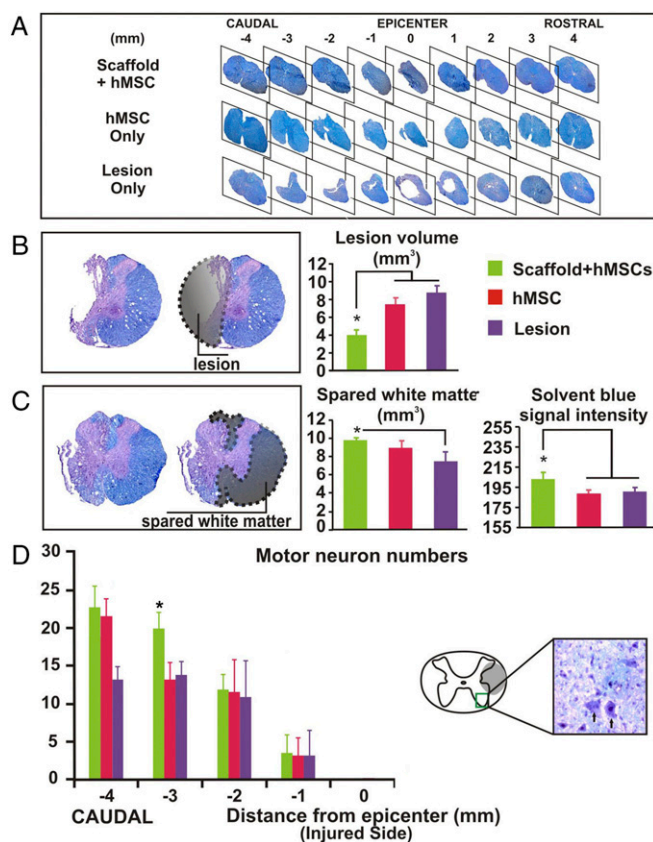 A
CAUDAL EPICENTER ROSTRAL
(mm) -4 -3 -2 -1 0 1 2 3 4
Scaffold
+ hMSC
hMSC
Only
Lesion
Only
B
lesion
Lesion volume
(mm³)
12
10
8
6
4
2
0
*
Scaffold+hMSCs
hMSC
Lesion
C
spared white matter
Spared white matter
(mm³)
12
10
8
6
4
2
0
*
Solvent blue
signal intensity
255
235
215
195
175
155
*
D
Motor neuron numbers
30
25
20
15
10
5
0
*
-4 -3 -2 -1 0
CAUDAL Distance from epicenter (mm)
(Injured Side)